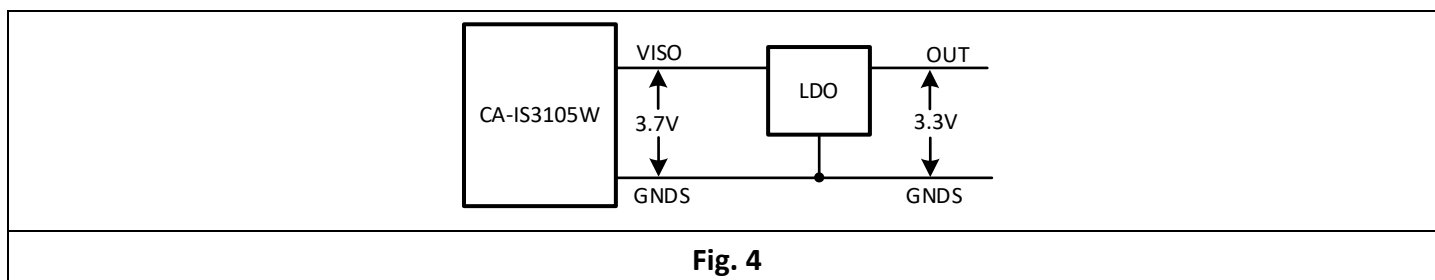 VISO
OUT
LDO
CA-IS3105W
3.7V
3.3V
GNDS
GNDS
Fig. 4